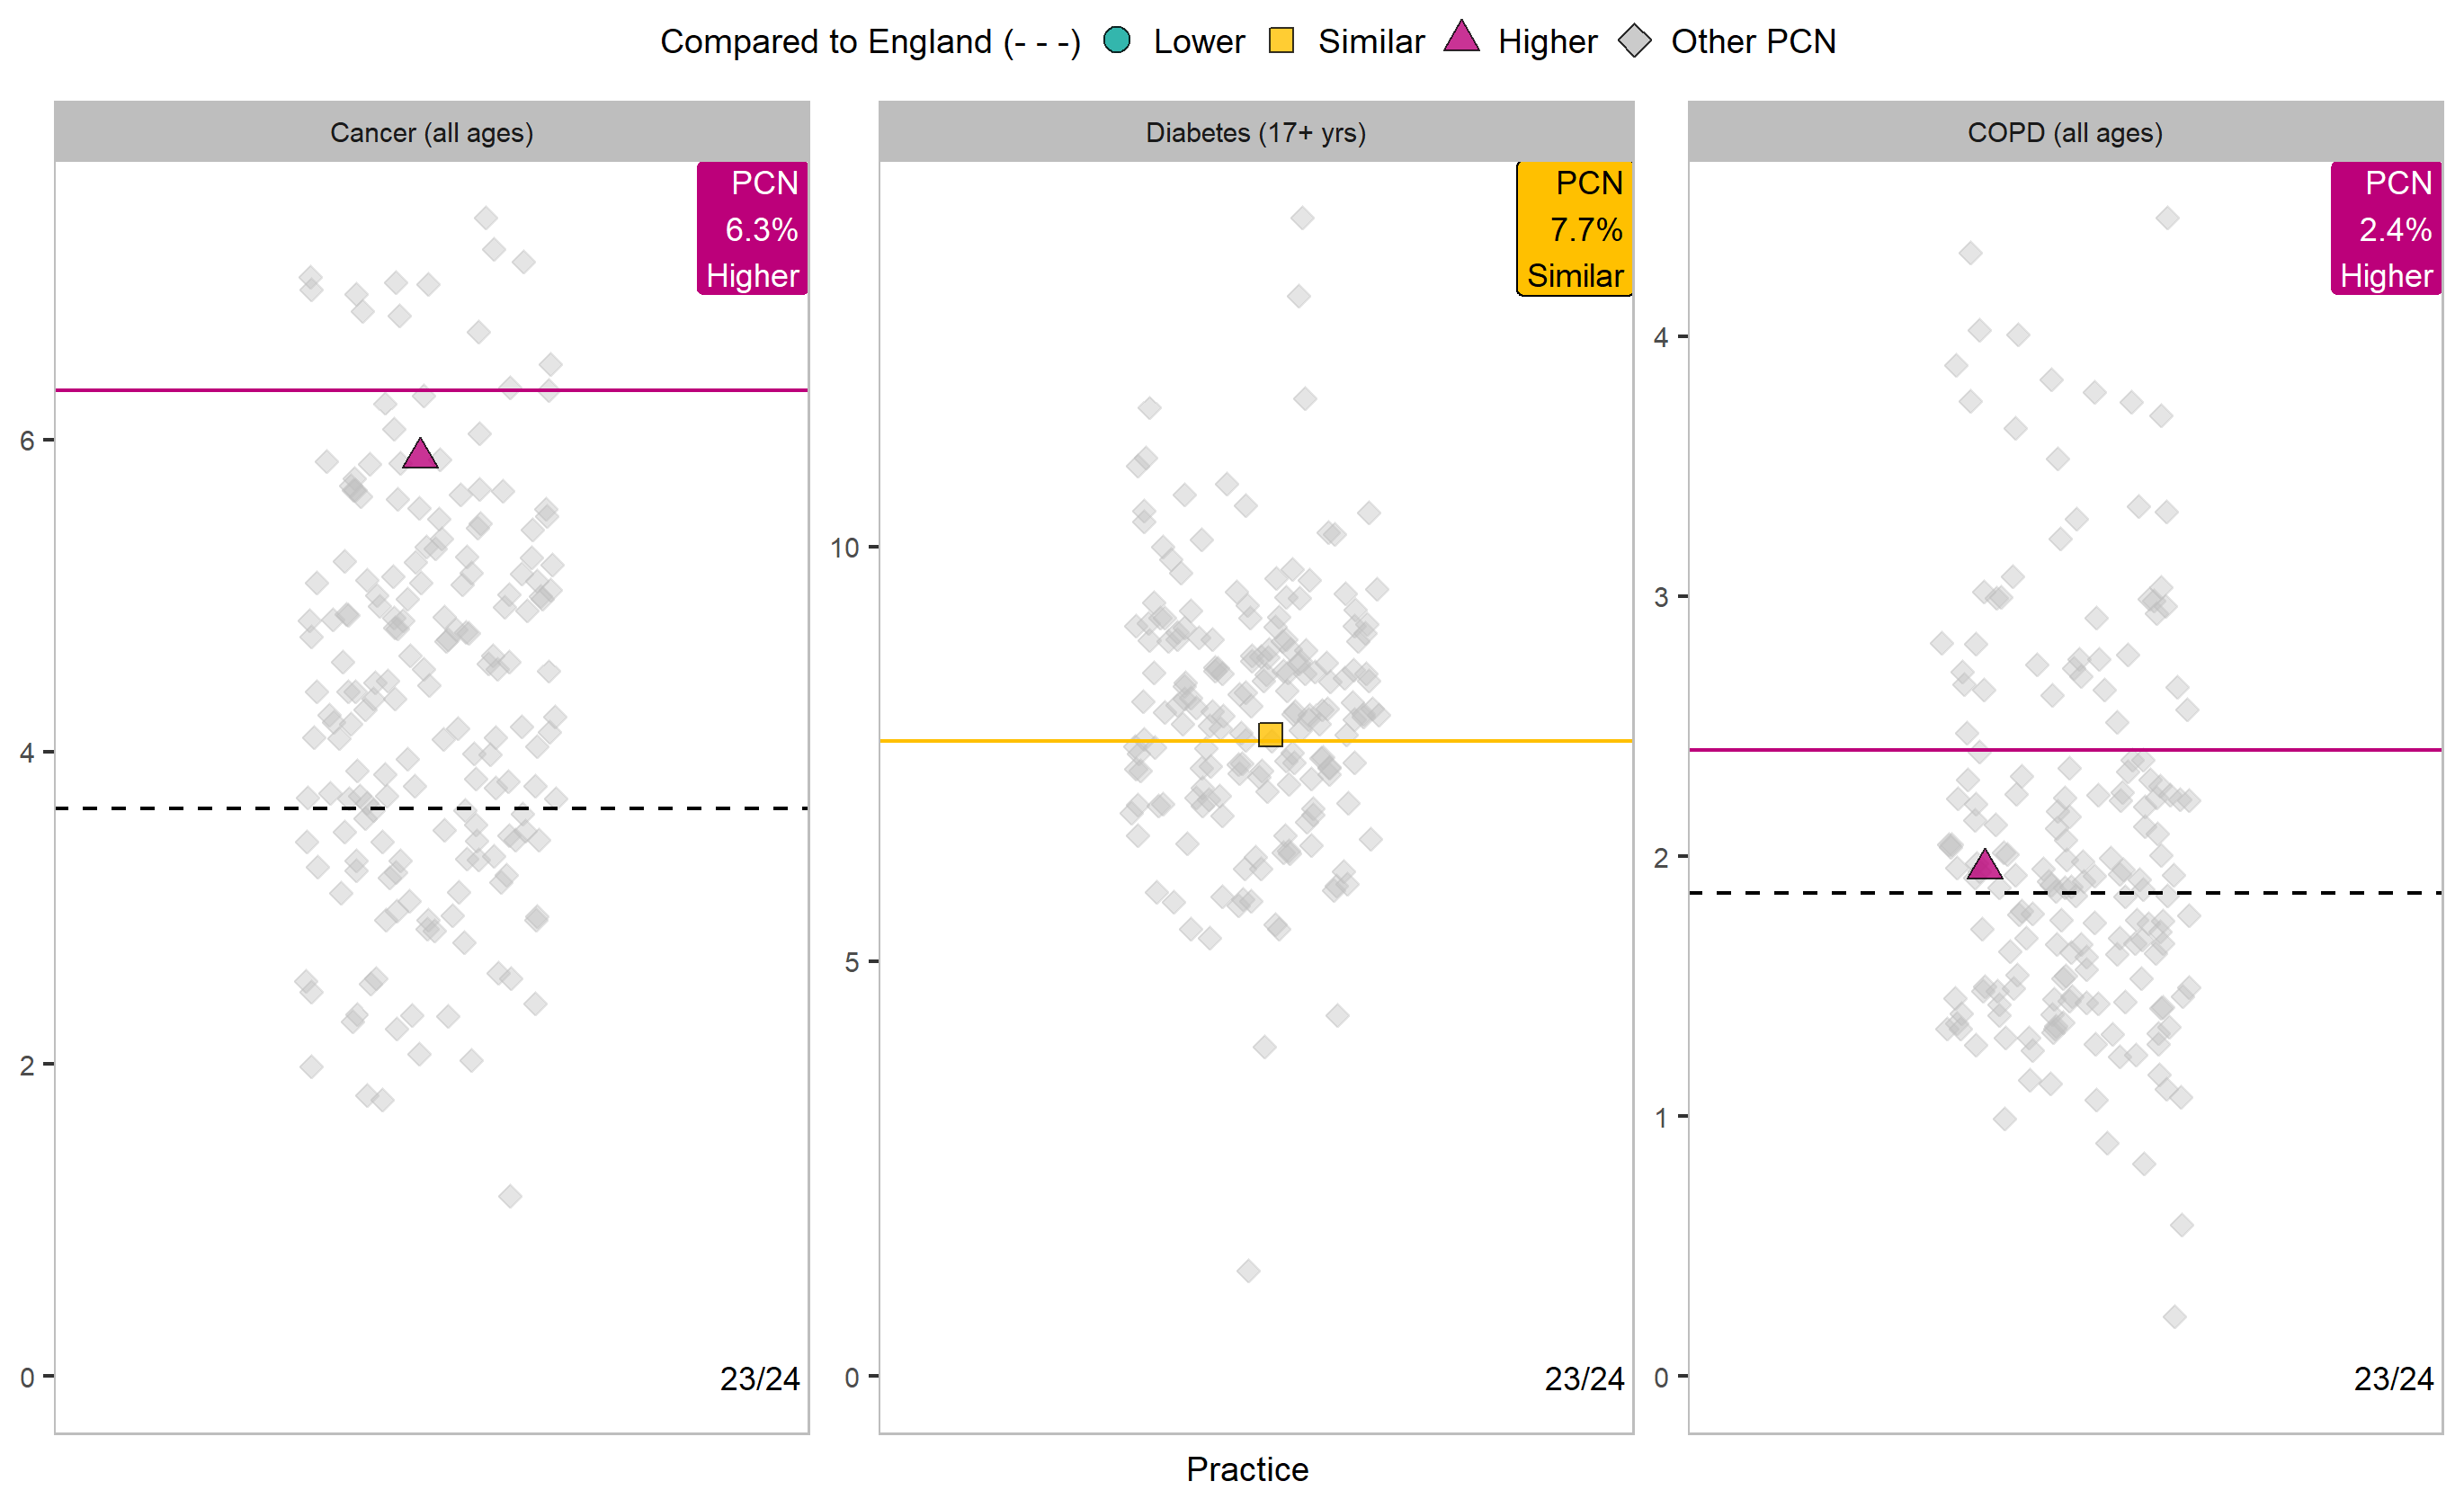 Compared to England (- - -) Lower Similar Higher Other PCN
Cancer (all ages)
PCN
6.3%
Higher
6
4
2
0
23/24
Diabetes (17+ yrs)
PCN
7.7%
Similar
10
5
0
23/24
COPD (all ages)
PCN
2.4%
Higher
4
3
2
1
0
23/24
Practice